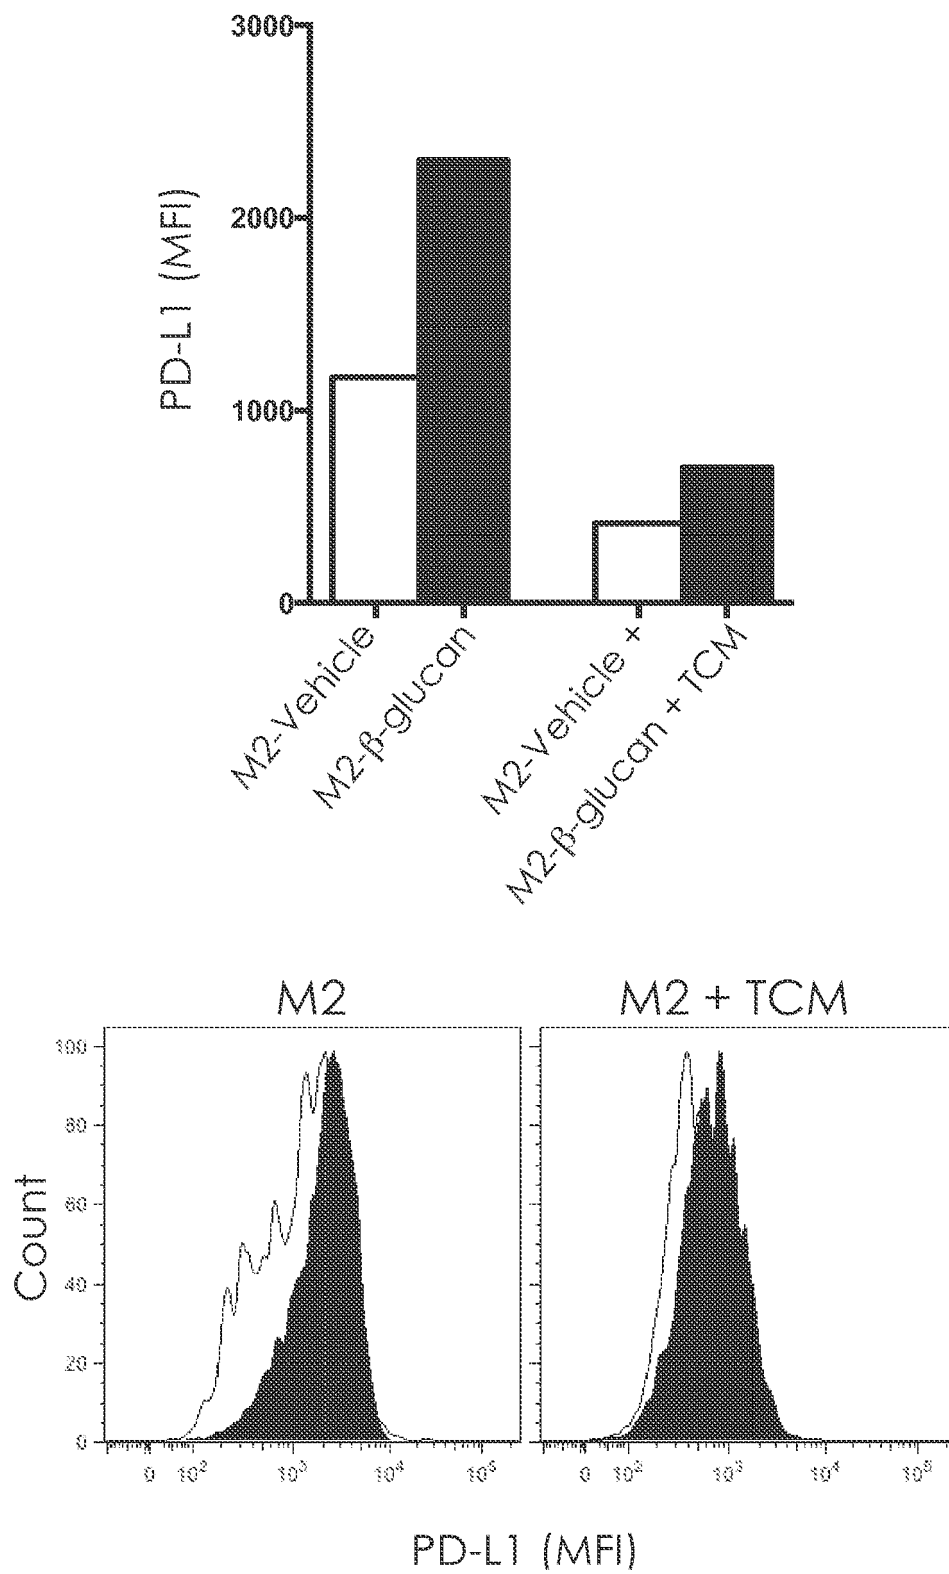 3000
2000
1000
0
PD-L1 (MFI)
M2-Vehicle
M2-β-glucan
M2-Vehicle +
M2-β-glucan + TCM
M2
M2 + TCM
Count
100
80
60
40
20
0
0 10² 10³ 10⁴ 10⁵
0 10² 10³ 10⁴ 10⁵
PD-L1 (MFI)